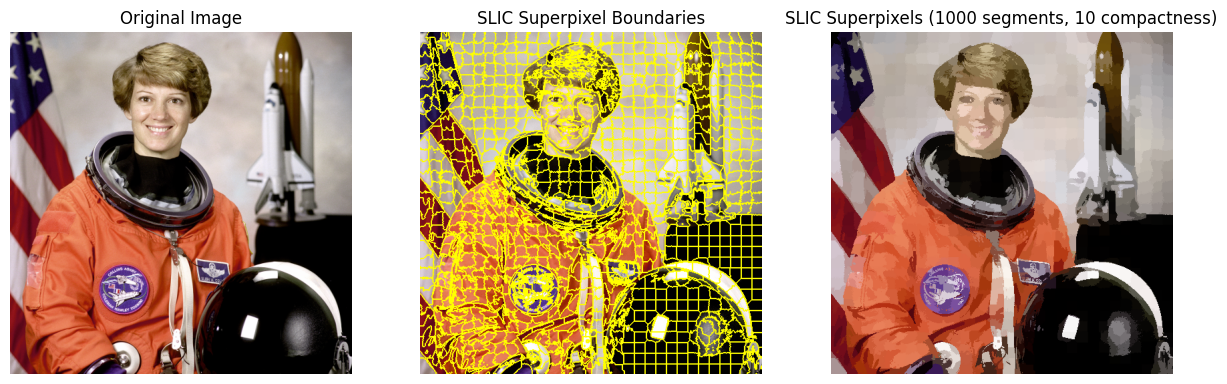 Original Image
SLIC Superpixel Boundaries
SLIC Superpixels (1000 segments, 10 compactness)